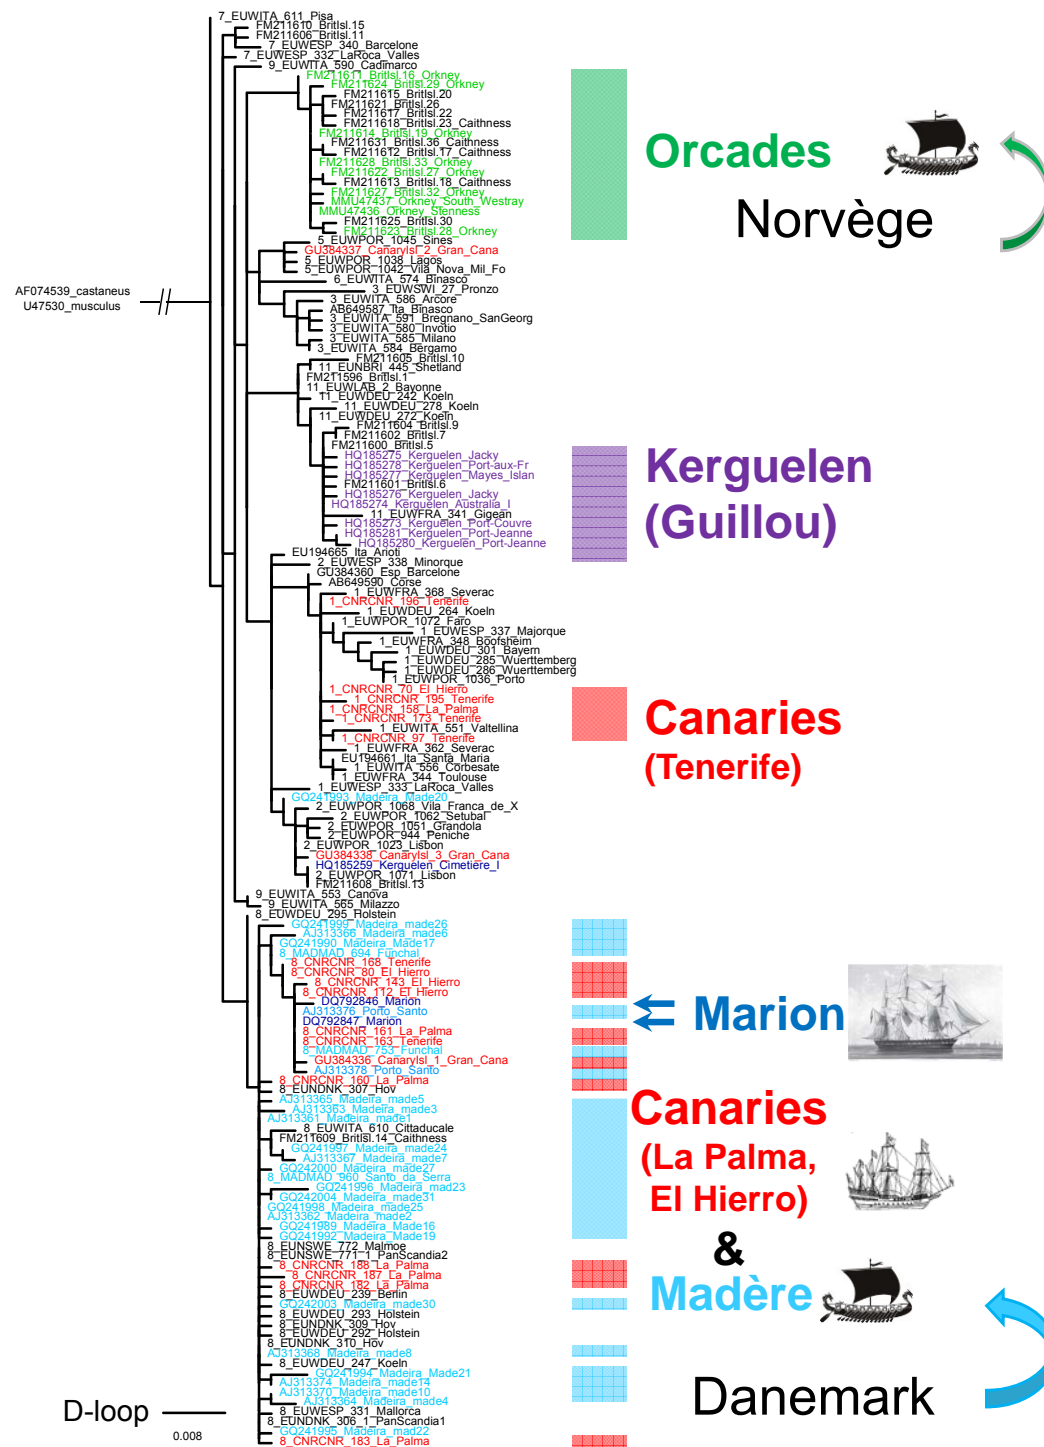 7_EUWITA_611_Pisa
FM211610_BritIsl.15
FM211606_BritIsl.11
7_EUWESP_340_Barcelone
7_EUWESP_332_LaRoca_Valles
9_EUWITA_590_Cadimarco
FM211611_BritIsl.16_Orkney
FM211624_BritIsl.29_Orkney
FM211615_BritIsl.20
FM211621_BritIsl.26
FM211617_BritIsl.22
FM211618_BritIsl.23_Caithness
FM211614_BritIsl.19_Orkney
FM211631_BritIsl.36_Caithness
FM211612_BritIsl.17_Caithness
FM211628_BritIsl.33_Orkney
FM211622_BritIsl.27_Orkney
FM211613_BritIsl.18_Caithness
FM211627_BritIsl.32_Orkney
MMU47437_Orkney_South_Westray
MMU47436_Orkney_Stenness
FM211625_BritIsl.30
FM211623_BritIsl.28_Orkney
Orcades
Norvège
5_EUWPOR_1045_Sines
GU384337_CanaryIsl_2_Gran_Cana
5_EUWPOR_1038_Lagos
5_EUWPOR_1042_Vila_Nova_Mil_Fo
6_EUWITA_574_Binasco
3_EUWSWI_27_Pronzo
3_EUWITA_586_Arcore
AB649587_Ita_Binasco
3_EUWITA_591_Bregnano_SanGeorg
3_EUWITA_580_Invotio
3_EUWITA_585_Milano
3_EUWITA_584_Bergamo
AF074539_castaneus
U47530_musculus
FM211605_BritIsl.10
11_EUNBRI_445_Shetland
FM211596_BritIsl.1
11_EUWLAB_2_Bayonne
11_EUWDEU_242_Koeln
11_EUWDEU_278_Koeln
11_EUWDEU_272_Koeln
FM211604_BritIsl.9
FM211602_BritIsl.7
FM211600_BritIsl.5
HQ185275_Kerguelen_Jacky
HQ185278_Kerguelen_Port-aux-Fr
HQ185277_Kerguelen_Mayes_Islan
FM211601_BritIsl.6
HQ185276_Kerguelen_Jacky
HQ185274_Kerguelen_Australia_I
11_EUWFRA_341_Gigean
HQ185273_Kerguelen_Port-Couvre
HQ185281_Kerguelen_Port-Jeanne
HQ185280_Kerguelen_Port-Jeanne
Kerguelen
(Guillou)
EU194665_Ita_Arioti
2_EUWESP_338_Minorque
GU384360_Esp_Barcelone
AB649590_Corse
1_EUWFRA_368_Severac
1_CNRCNR_196_Tenerife
1_EUWDEU_264_Koeln
1_EUWPOR_1072_Faro
1_EUWESP_337_Majorque
1_EUWFRA_348_Boofsheim
1_EUWDEU_301_Bayern
1_EUWDEU_285_Wuerttemberg
1_EUWDEU_286_Wuerttemberg
1_EUWPOR_1036_Porto
1_CNRCNR_70_El_Hierro
1_CNRCNR_195_Tenerife
1_CNRCNR_158_La_Palma
1_CNRCNR_173_Tenerife
1_EUWITA_551_Valtellina
1_CNRCNR_97_Tenerife
1_EUWFRA_362_Severac
EU194661_Ita_Santa_Maria
1_EUWITA_556_Corbesate
1_EUWFRA_344_Toulouse
Canaries
(Tenerife)
1_EUWESP_333_LaRoca_Valles
GQ241993_Madeira_Made20
2_EUWPOR_1068_Vila_Franca_de_X
2_EUWPOR_1062_Setubal
2_EUWPOR_1051_Grandola
2_EUWPOR_944_Peniche
2_EUWPOR_1023_Lisbon
GU384338_CanaryIsl_3_Gran_Cana
HQ185259_Kerguelen_Cimetiere_I
2_EUWPOR_1071_Lisbon
FM211608_BritIsl.13
9_EUWITA_553_Canova
9_EUWITA_565_Milazzo
8_EUWDEU_295_Holstein
GQ241999_Madeira_made26
AJ313366_Madeira_made6
GQ241990_Madeira_Made17
8_MADMAD_694_Funchal
8_CNRCNR_168_Tenerife
8_CNRCNR_80_El_Hierro
8_CNRCNR_143_El_Hierro
8_CNRCNR_112_El_Hierro
DQ792846_Marion
AJ313376_Porto_Santo
DQ792847_Marion
8_CNRCNR_161_La_Palma
8_CNRCNR_163_Tenerife
8_MADMAD_753_Funchal
GU384336_CanaryIsl_1_Gran_Cana
AJ313378_Porto_Santo
Marion
8_CNRCNR_160_La_Palma
8_EUNDNK_307_Hov
AJ313365_Madeira_made5
AJ313363_Madeira_made3
AJ313361_Madeira_made1
8_EUWITA_610_Cittaducale
FM211609_BritIsl.14_Caithness
GQ241997_Madeira_made24
AJ313367_Madeira_made7
GQ242000_Madeira_made27
8_MADMAD_960_Santo_da_Serra
GQ241996_Madeira_mad23
GQ242004_Madeira_made31
GQ241998_Madeira_made25
AJ313362_Madeira_made2
GQ241989_Madeira_Made16
GQ241992_Madeira_Made19
8_EUNSWE_772_Malmoe
8_EUNSWE_771_1_PanScandia2
8_CNRCNR_188_La_Palma
8_CNRCNR_187_La_Palma
8_CNRCNR_182_La_Palma
8_EUWDEU_239_Berlin
GQ242003_Madeira_made30
8_EUWDEU_293_Holstein
8_EUNDNK_309_Hov
8_EUWDEU_292_Holstein
8_EUNDNK_310_Hov
AJ313368_Madeira_made8
8_EUWDEU_247_Koeln
GQ241994_Madeira_Made21
AJ313374_Madeira_made14
AJ313370_Madeira_made10
AJ313364_Madeira_made4
8_EUWESP_331_Mallorca
8_EUNDNK_306_1_PanScandia1
GQ241995_Madeira_mad22
8_CNRCNR_183_La_Palma
Canaries
(La Palma,
El Hierro)
&
Madère
Danemark
D-loop
0.008